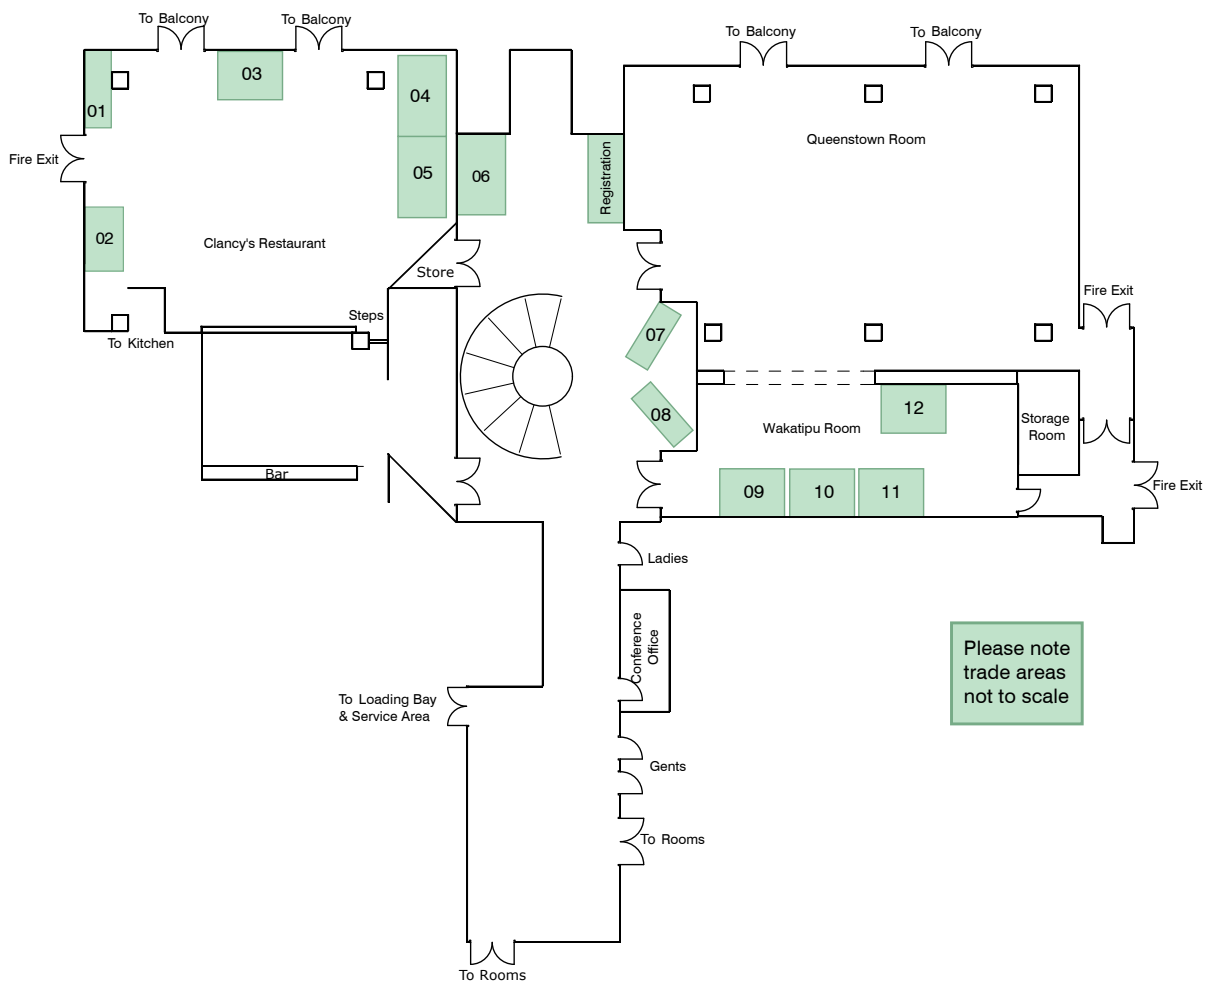 To Balcony
To Balcony
To Balcony
To Balcony
01
03
04
Fire Exit
05
06
Registration
Queenstown Room
02
Clancy's Restaurant
Store
Fire Exit
Steps
To Kitchen
07
08
12
Wakatipu Room
Storage
Room
Bar
09
10
11
Fire Exit
Ladies
Conference
Office
Please note
trade areas
not to scale
To Loading Bay
& Service Area
Gents
To Rooms
To Rooms